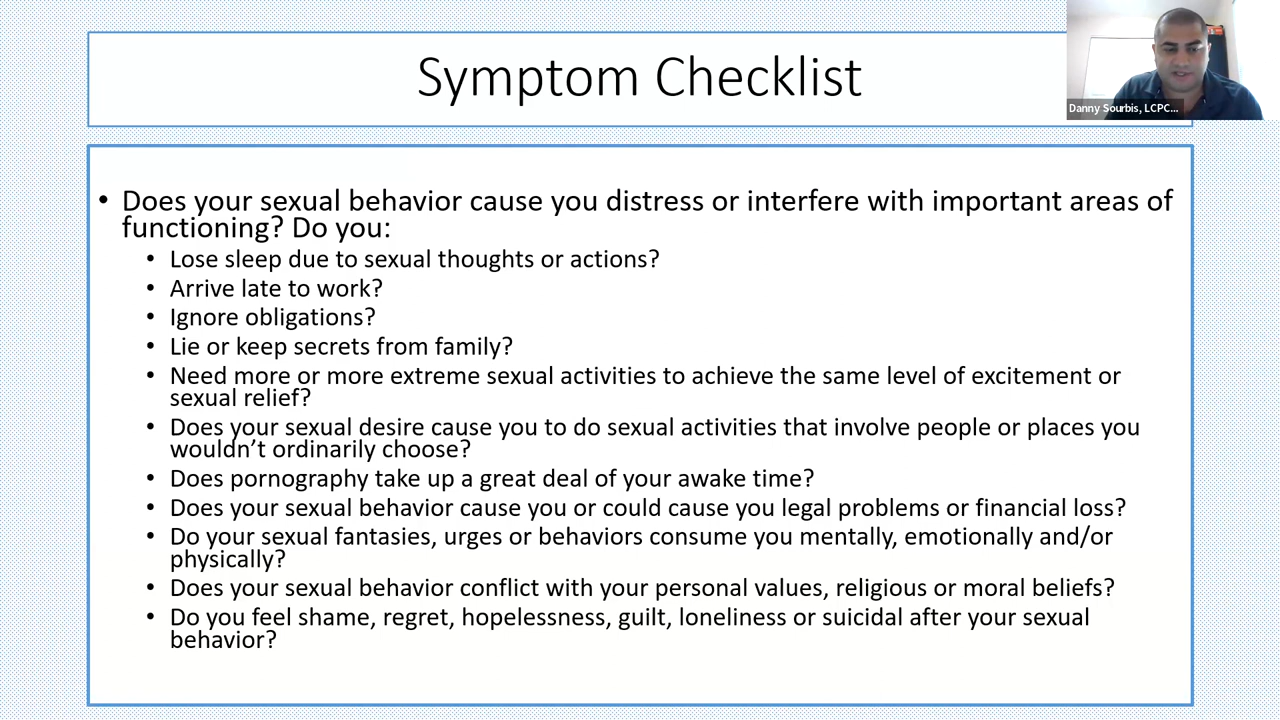 Symptom Checklist
Danny Sourbis, LCPC...
• Does your sexual behavior cause you distress or interfere with important areas of
functioning? Do you:
• Lose sleep due to sexual thoughts or actions?
• Arrive late to work?
• Ignore obligations?
• Lie or keep secrets from family?
• Need more or more extreme sexual activities to achieve the same level of excitement or
sexual relief?
• Does your sexual desire cause you to do sexual activities that involve people or places you
wouldn’t ordinarily choose?
• Does pornography take up a great deal of your awake time?
• Does your sexual behavior cause you or could cause you legal problems or financial loss?
• Do your sexual fantasies, urges or behaviors consume you mentally, emotionally and/or
physically?
• Does your sexual behavior conflict with your personal values, religious or moral beliefs?
• Do you feel shame, regret, hopelessness, guilt, loneliness or suicidal after your sexual
behavior?